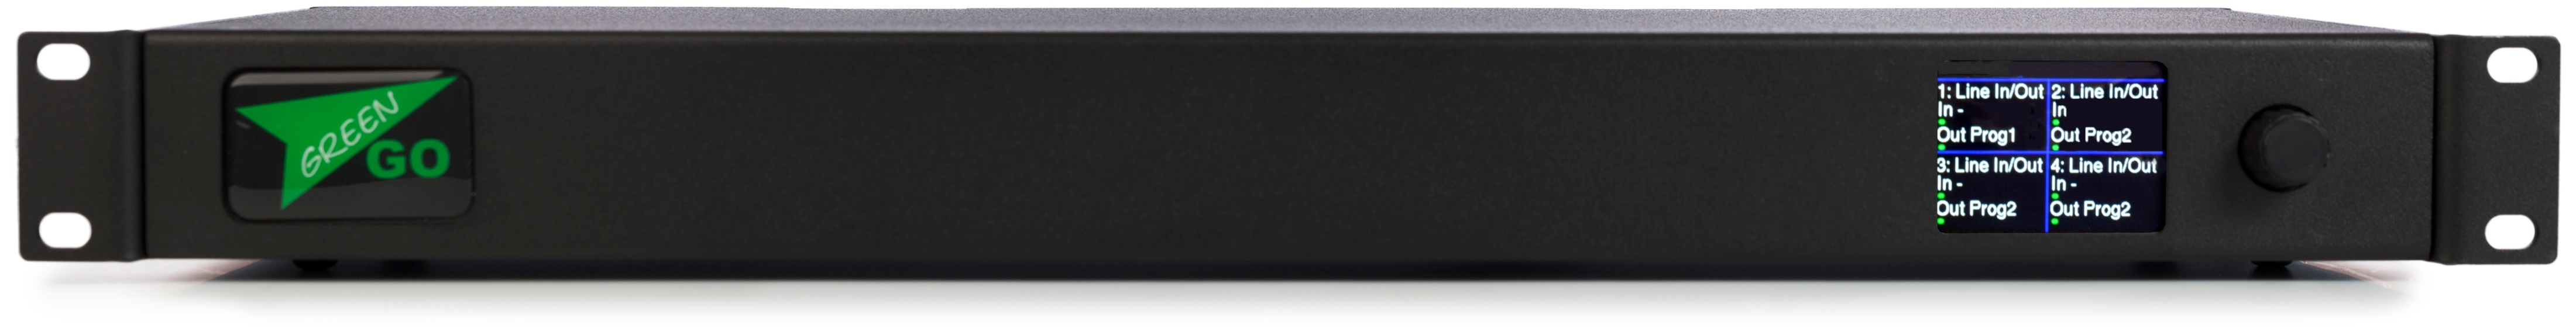 GREEN
GO
1: Line In/Out
In -
Out Prog1
2: Line In/Out
In
Out Prog2
3: Line In/Out
In -
Out Prog2
4: Line In/Out
In -
Out Prog2